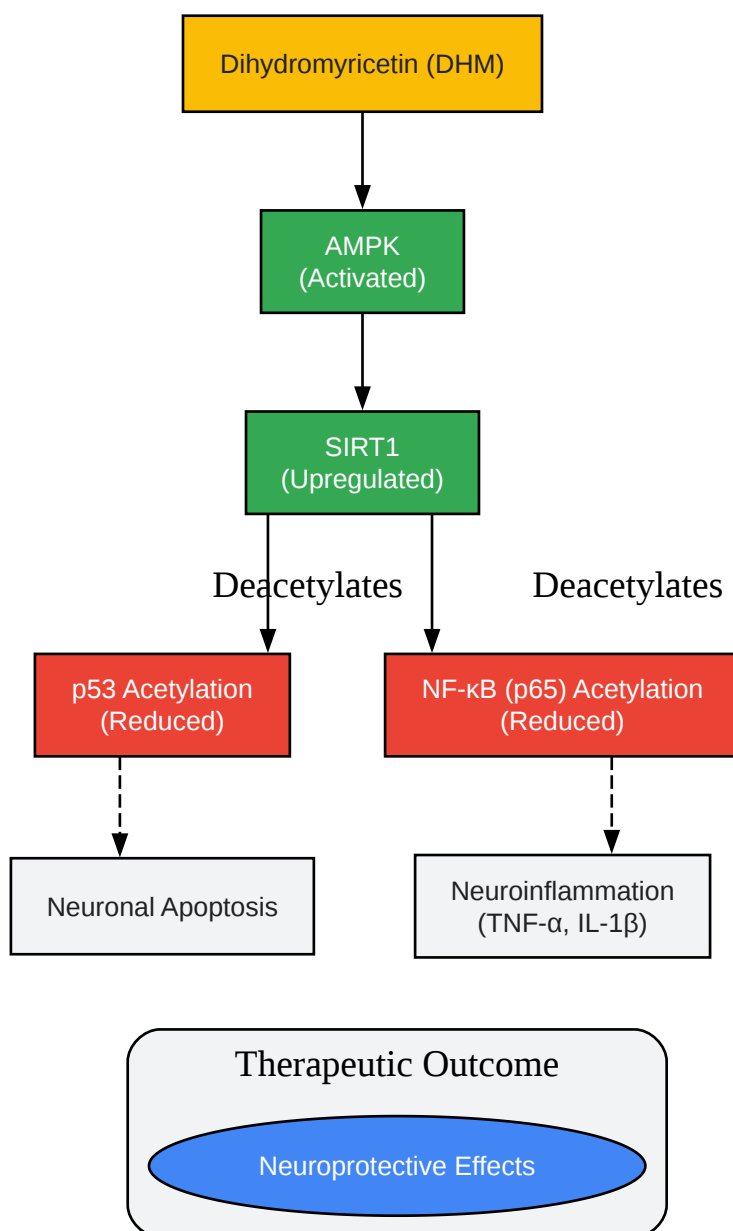 Dihydromyricetin (DHM)
AMPK
(Activated)
SIRT1
(Upregulated)
Deacetylates
Deacetylates
p53 Acetylation
(Reduced)
NF-κB (p65) Acetylation
(Reduced)
Neuronal Apoptosis
Neuroinflammation
(TNF-α, IL-1β)
Therapeutic Outcome
Neuroprotective Effects